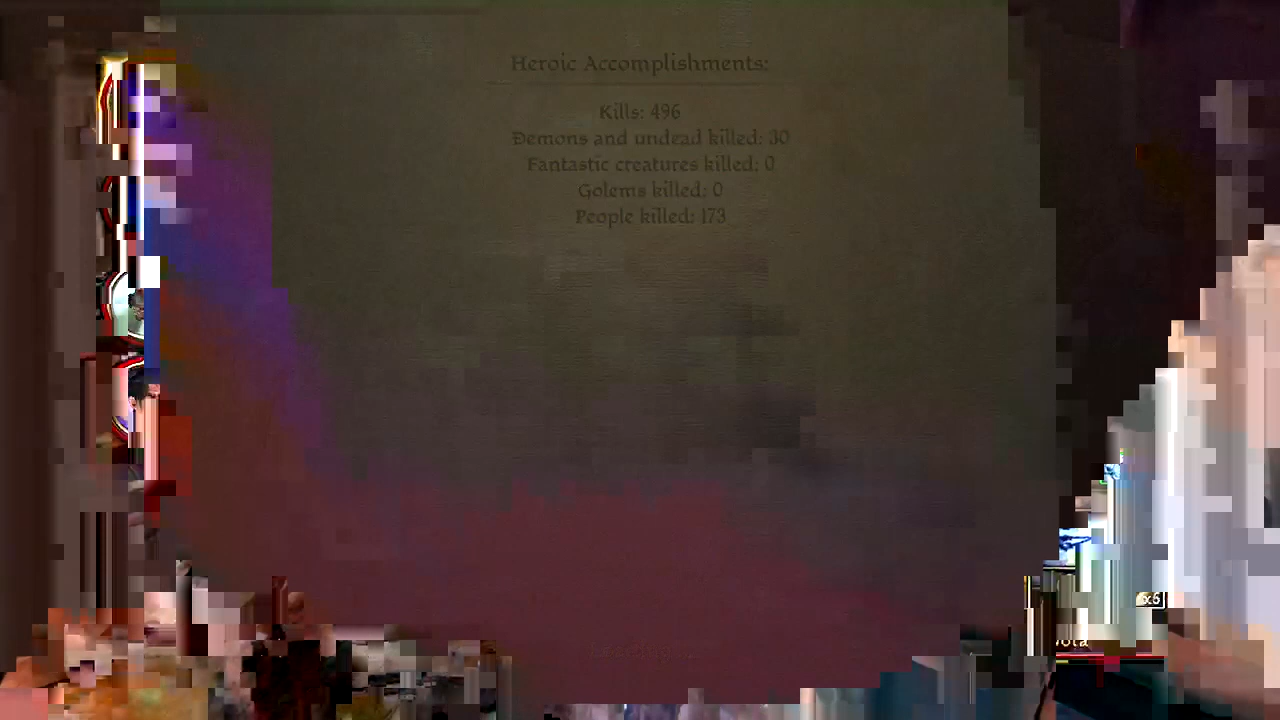 Heroic Accomplishments:
Kills: 496
Demons and undead killed: 30
Fantastic creatures killed: 0
Golems killed: 0
People killed: 173
x6